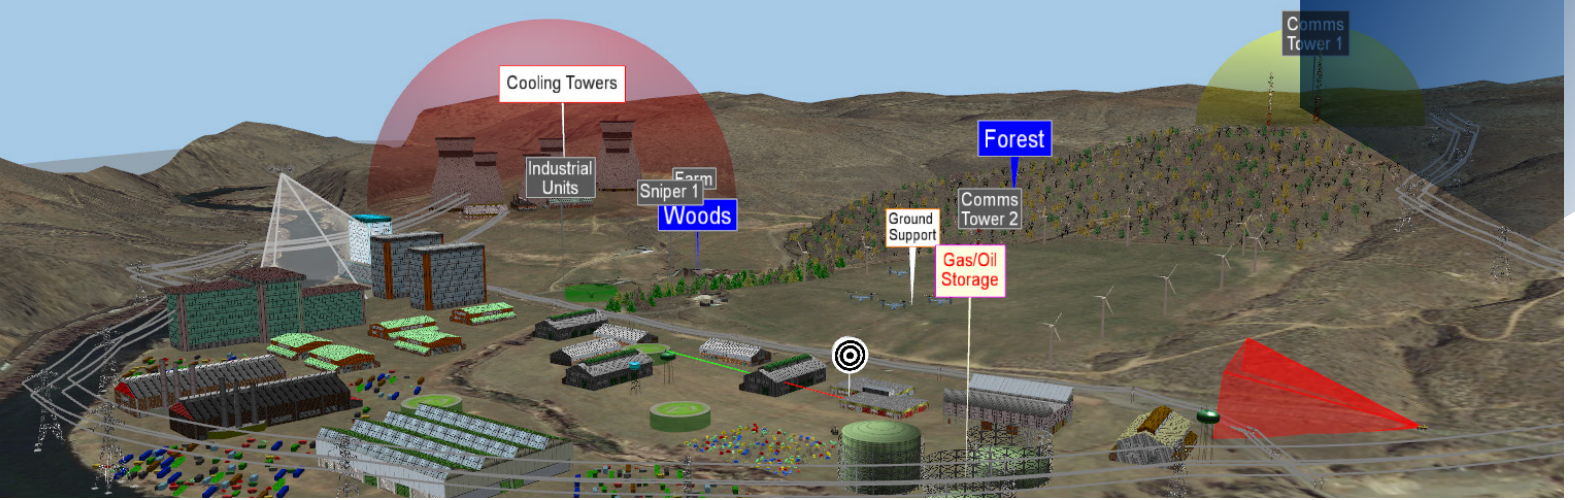 Comms
Tower 1
Cooling Towers
Forest
Industrial
Units
Farm
Sniper 1
Woods
Comms
Tower 2
Ground
Support
Gas/Oil
Storage